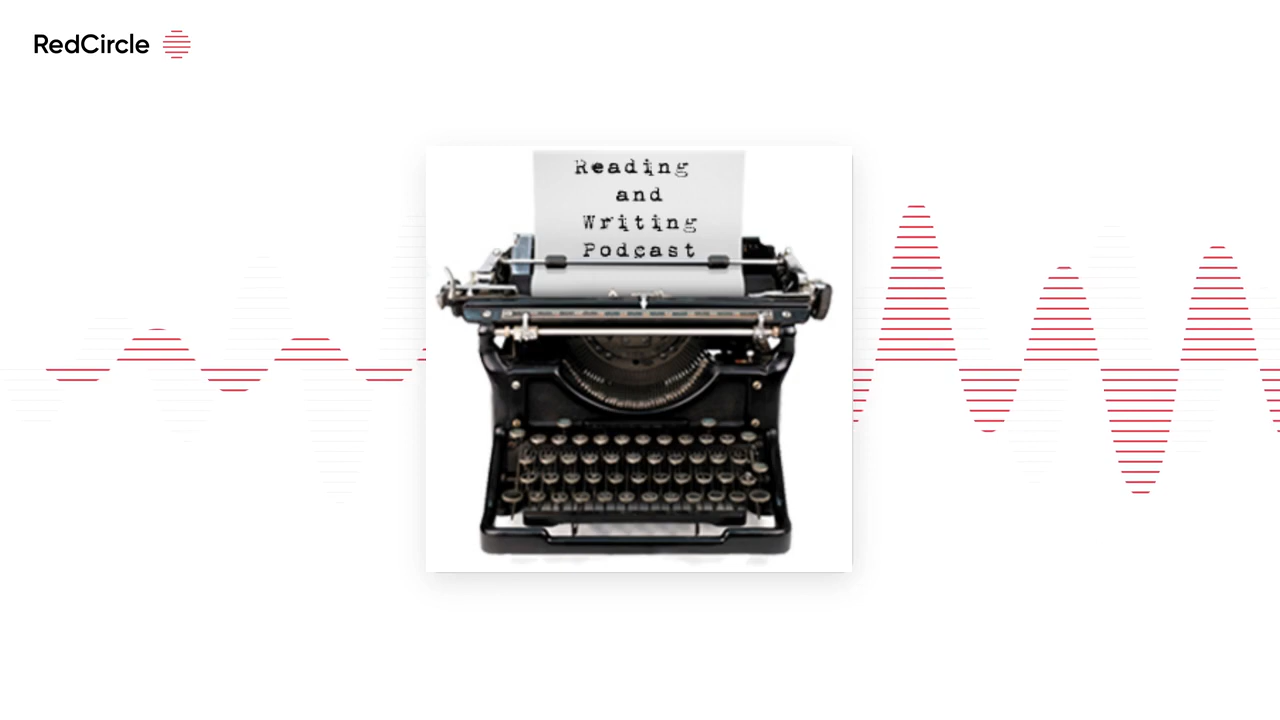 RedCircle
Reading
and
Writing
Podcast